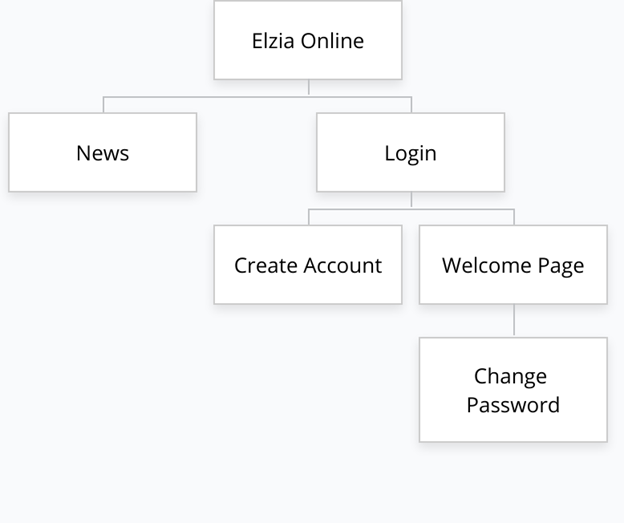 Elzia Online
News
Login
Create Account
Welcome Page
Change
Password